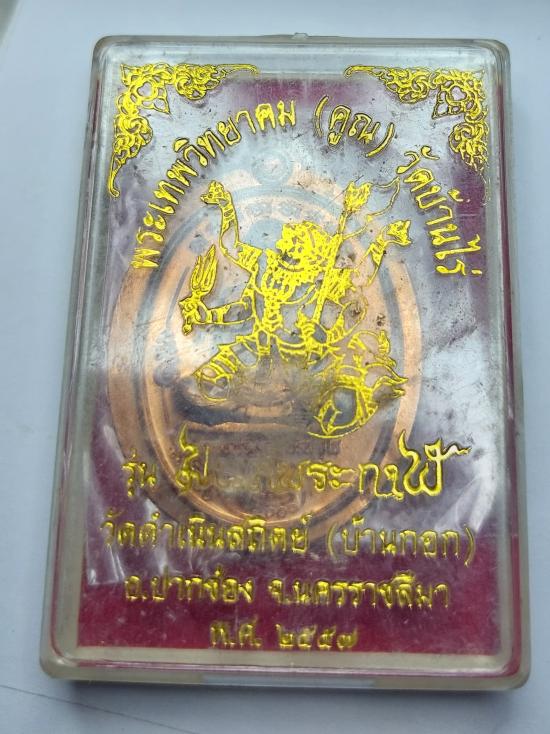 พระเทพวิทยาคม (คูณ) วัดบ้านไร่
รุ่น
วัดดำเนินสถิตย์ (บ้านกอก)
อ.ปากช่อง จ.นครราชสีมา
พ.ศ. ๒๕๕๗